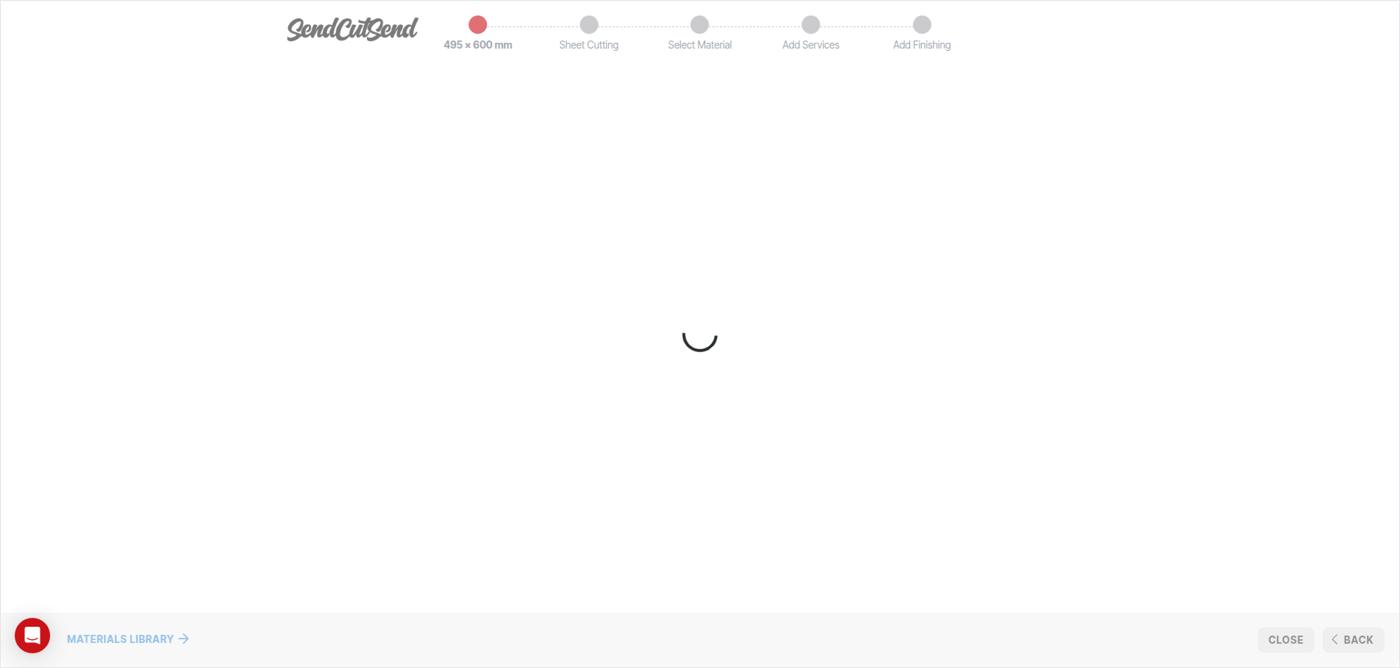 SendCutSend
495 × 600 mm
Sheet Cutting
Select Material
Add Services
Add Finishing
MATERIALS LIBRARY
CLOSE
BACK